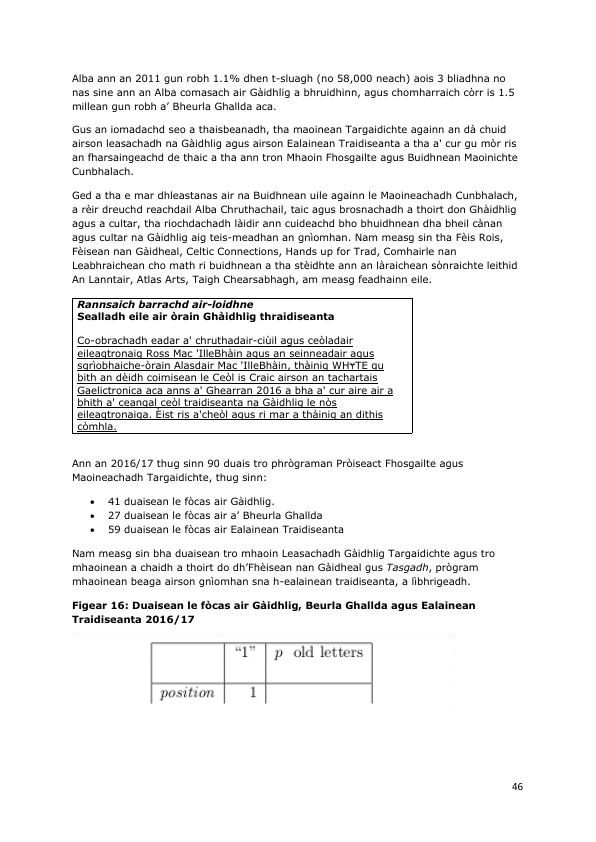 Alba ann an 2011 gun robh 1.1% dhen t-sluagh (no 58,000 neach) aois 3 bliadhna no
nas sine ann an Alba comasach air Gàidhlig a bhruidhinn, agus chomharraich còrr is 1.5
millean gun robh a’ Bheurla Ghallda aca.
Gus an iomadachd seo a thaisbeanadh, tha maoinean Targaidichte againn an dà chuid
airson leasachadh na Gàidhlig agus airson Ealainean Traidiseanta a tha a' cur gu mòr ris
an fharsaingeachd de thaic a tha ann tron Mhaoin Fhosgailte agus Buidhnean Maoinichte
Cunbhalach.
Ged a tha e mar dhleastanas air na Buidhnean uile againn le Maoineachadh Cunbhalach,
a rèir dreuchd reachdail Alba Chruthachail, taic agus brosnachadh a thoirt don Ghàidhlig
agus a cultar, tha riochdachadh làidir ann cuideachd bho bhuidhnean dha bheil cànan
agus cultar na Gàidhlig aig teis-meadhan an gnìomhan. Nam measg sin tha Fèis Rois,
Fèisean nan Gàidheal, Celtic Connections, Hands up for Trad, Comhairle nan
Leabhraichean cho math ri buidhnean a tha stèidhte ann an làraichean sònraichte leithid
An Lanntair, Atlas Arts, Taigh Chearsabhagh, am measg feadhainn eile.
Rannsaich barrachd air-loidhne
Sealladh eile air òrain Ghàidhlig thraidiseanta
Co-obrachadh eadar a' chruthadair-ciùil agus ceòladair
eileagtronaig Ross Mac 'IlleBhàin agus an seinneadair agus
sgrìobhaiche-òrain Alasdair Mac 'IlleBhàin, thàinig WHɎTE gu
bith an dèidh coimisean le Ceòl is Craic airson an tachartais
Gaelictronica aca anns a' Ghearran 2016 a bha a' cur aire air a
bhith a' ceangal ceòl traidiseanta na Gàidhlig le nòs
eileagtronaiga. Èist ris a'cheòl agus ri mar a thàinig an dithis
còmhla.
Ann an 2016/17 thug sinn 90 duais tro phrògraman Pròiseact Fhosgailte agus
Maoineachadh Targaidichte, thug sinn:
• 41 duaisean le fòcas air Gàidhlig.
• 27 duaisean le fòcas air a’ Bheurla Ghallda
• 59 duaisean le fòcas air Ealainean Traidiseanta
Nam measg sin bha duaisean tro mhaoin Leasachadh Gàidhlig Targaidichte agus tro
mhaoinean a chaidh a thoirt do dh’Fhèisean nan Gàidheal gus Tasgadh, prògram
mhaoinean beaga airson gnìomhan sna h-ealainean traidiseanta, a lìbhrigeadh.
Figear 16: Duaisean le fòcas air Gàidhlig, Beurla Ghallda agus Ealainean
Traidiseanta 2016/17
“1” p old letters
position 1
46